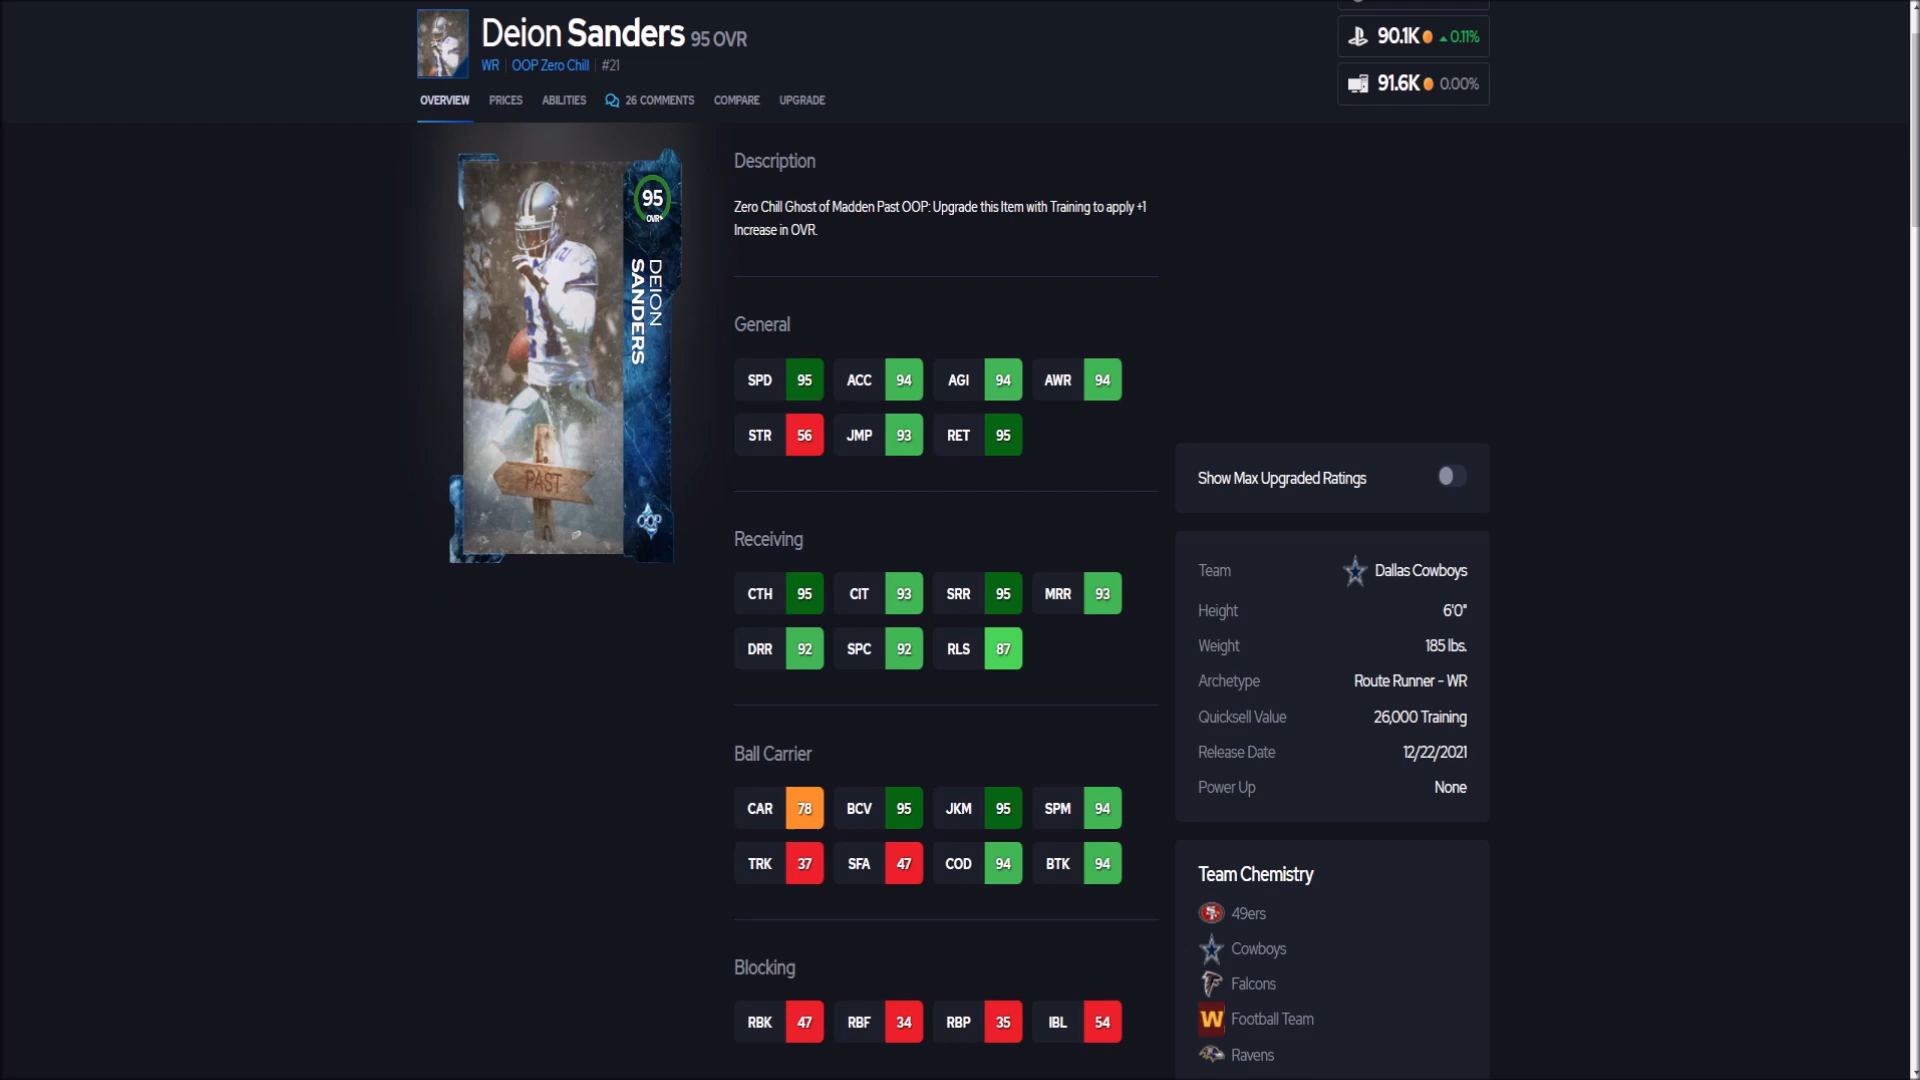 Deion Sanders 95 OVR
WR OOP Zero Chill #21
90.1K 0.11%
91.6K 0.00%
OVERVIEW PRICES ABILITIES 26 COMMENTS COMPARE UPGRADE
95
OVR
DEION
SANDERS
PAST
OOP
Description
Zero Chill Ghost of Madden Past OOP: Upgrade this Item with Training to apply +1
Increase in OVR.
General
SPD 95 ACC 94 AGI 94 AWR 94
STR 56 JMP 93 RET 95
Receiving
CTH 95 CIT 93 SRR 95 MRR 93
DRR 92 SPC 92 RLS 87
Ball Carrier
CAR 78 BCV 95 JKM 95 SPM 94
TRK 37 SFA 47 COD 94 BTK 94
Blocking
RBK 47 RBF 34 RBP 35 IBL 54
Show Max Upgraded Ratings
Team Dallas Cowboys
Height 6'0"
Weight 185 lbs.
Archetype Route Runner - WR
Quicksell Value 26,000 Training
Release Date 12/22/2021
Power Up None
Team Chemistry
49ers
Cowboys
Falcons
W Football Team
Ravens